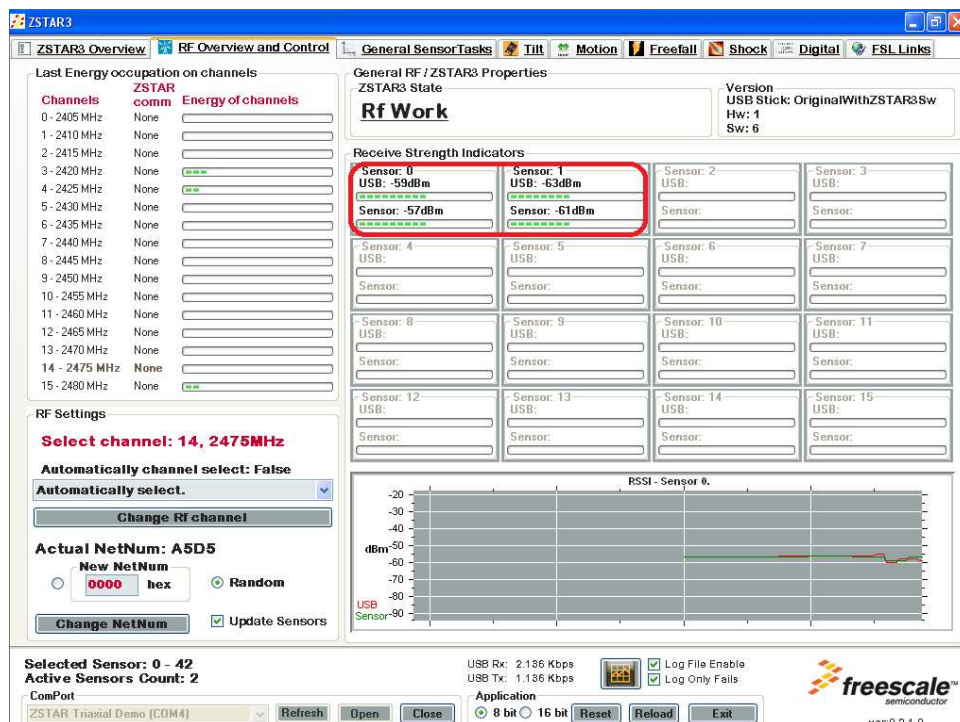 ZSTAR3
ZSTAR3 Overview RF Overview and Control General SensorTasks Tilt Motion Freefall Shock Digital FSL Links
Last Energy occupation on channels
Channels ZSTAR comm Energy of channels
0 - 2405 MHz None
1 - 2410 MHz None
2 - 2415 MHz None
3 - 2420 MHz None
4 - 2425 MHz None
5 - 2430 MHz None
6 - 2435 MHz None
7 - 2440 MHz None
8 - 2445 MHz None
9 - 2450 MHz None
10 - 2455 MHz None
11 - 2460 MHz None
12 - 2465 MHz None
13 - 2470 MHz None
14 - 2475 MHz None
15 - 2480 MHz None
RF Settings
Select channel: 14, 2475MHz
Automatically channel select: False
Automatically select.
Change Rf channel
Actual NetNum: A5D5
New NetNum
0000 hex Random
Change NetNum Update Sensors
General RF / ZSTAR3 Properties
ZSTAR3 State
Rf Work
Version
USB Stick: OriginalWithZSTAR3Sw
Hw: 1
Sw: 6
Receive Strength Indicators
Sensor: 0 Sensor: 1 Sensor: 2 Sensor: 3
USB: -59dBm USB: -63dBm USB: USB:
Sensor: -57dBm Sensor: -61dBm Sensor: Sensor:
Sensor: 4 Sensor: 5 Sensor: 6 Sensor: 7
USB: USB: USB: USB:
Sensor: Sensor: Sensor: Sensor:
Sensor: 8 Sensor: 9 Sensor: 10 Sensor: 11
USB: USB: USB: USB:
Sensor: Sensor: Sensor: Sensor:
Sensor: 12 Sensor: 13 Sensor: 14 Sensor: 15
USB: USB: USB: USB:
Sensor: Sensor: Sensor: Sensor:
RSSI - Sensor 0.
-20
-30
-40
dBm -50
-60
-70
USB -80
Sensor -90
Selected Sensor: 0 - 42
Active Sensors Count: 2
ComPort
ZSTAR Triaxial Demo (COM4) Refresh Open Close
USB Rx: 2.136 Kbps
USB Tx: 1.136 Kbps
Log File Enable
Log Only Fails
Application
8 bit 16 bit Reset Reload Exit
freescale™
semiconductor